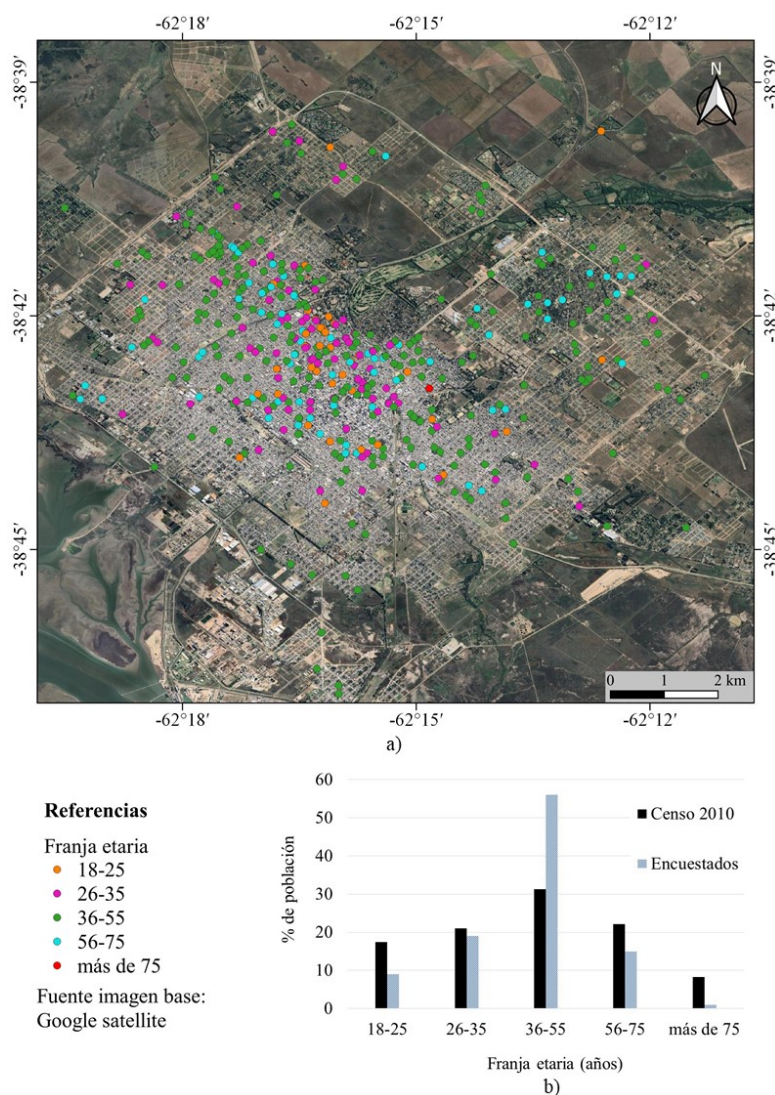 -62°18′ -62°15′ -62°12′
-38°39′ -38°39′
N
-38°42′ -38°42′
-38°45′ -38°45′
0 1 2 km
-62°18′ -62°15′ -62°12′
a)
Referencias
Franja etaria
18-25
26-35
36-55
56-75
más de 75
Fuente imagen base:
Google satellite
% de población
60
50
40
30
20
10
0
Censo 2010
Encuestados
18-25 26-35 36-55 56-75 más de 75
Franja etaria (años)
b)